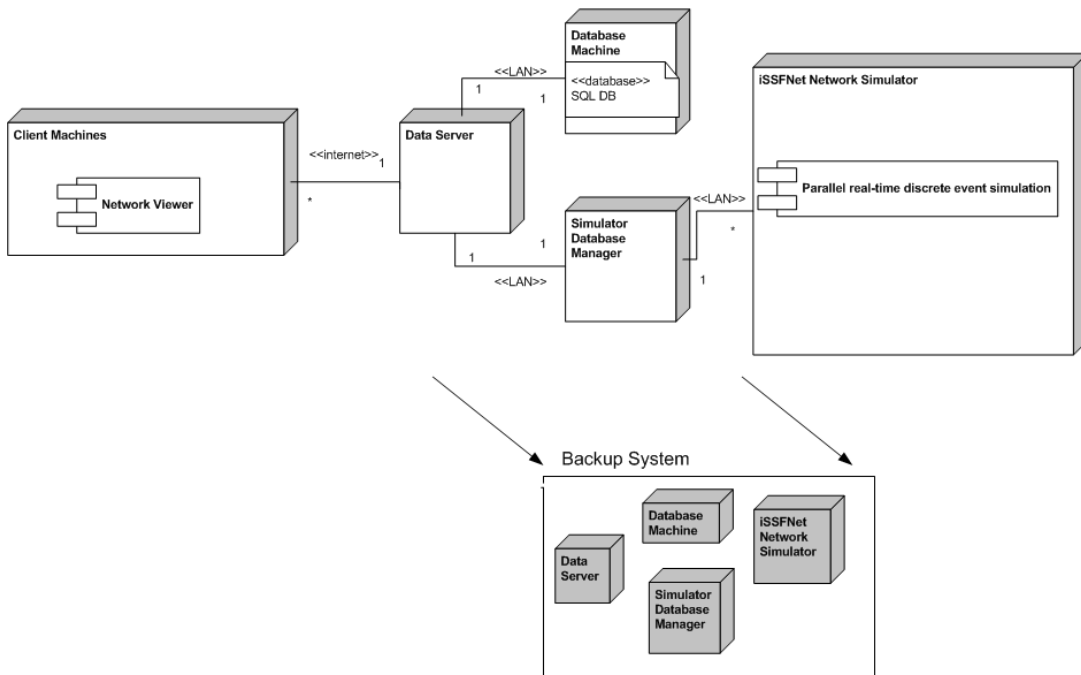 Client Machines
Network Viewer
<<internet>>
1
*
Data Server
<<LAN>>
1
1
Database
Machine
<<database>>
SQL DB
1
1
<<LAN>>
Simulator
Database
Manager
<<LAN>>
*
1
iSSFNet Network Simulator
Parallel real-time discrete event simulation
Backup System
Data
Server
Database
Machine
Simulator
Database
Manager
iSSFNet
Network
Simulator